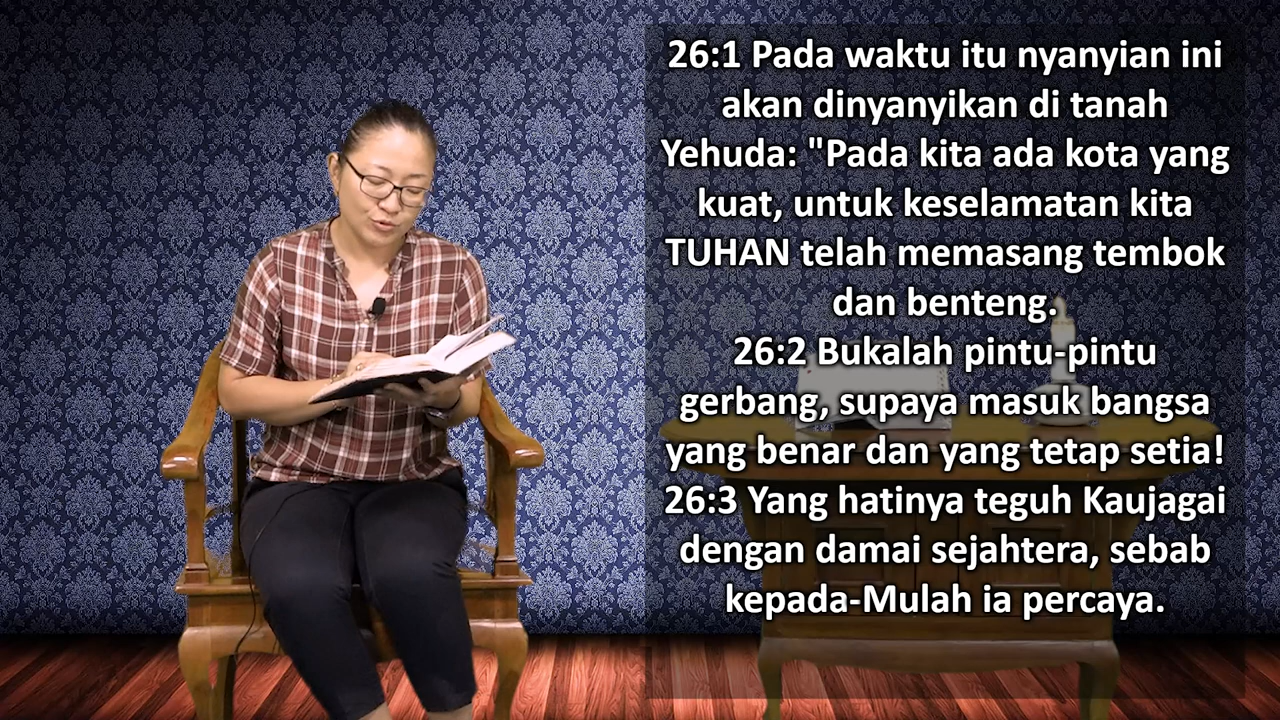 26:1 Pada waktu itu nyanyian ini
akan dinyanyikan di tanah
Yehuda: "Pada kita ada kota yang
kuat, untuk keselamatan kita
TUHAN telah memasang tembok
dan benteng.
26:2 Bukalah pintu-pintu
gerbang, supaya masuk bangsa
yang benar dan yang tetap setia!
26:3 Yang hatinya teguh Kaujagai
dengan damai sejahtera, sebab
kepada-Mulah ia percaya.